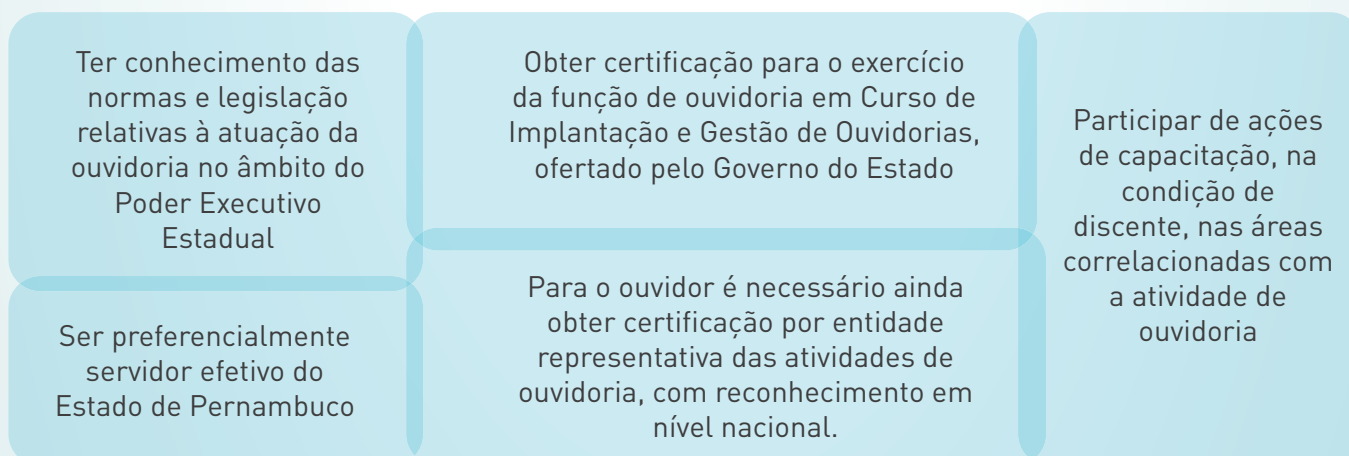 Ter conhecimento das
normas e legislação
relativas à atuação da
ouvidoria no âmbito do
Poder Executivo
Estadual
Ser preferencialmente
servidor efetivo do
Estado de Pernambuco
Obter certificação para o exercício
da função de ouvidoria em Curso de
Implantação e Gestão de Ouvidorias,
ofertado pelo Governo do Estado
Para o ouvidor é necessário ainda
obter certificação por entidade
representativa das atividades de
ouvidoria, com reconhecimento em
nível nacional.
Participar de ações
de capacitação, na
condição de
discente, nas áreas
correlacionadas com
a atividade de
ouvidoria